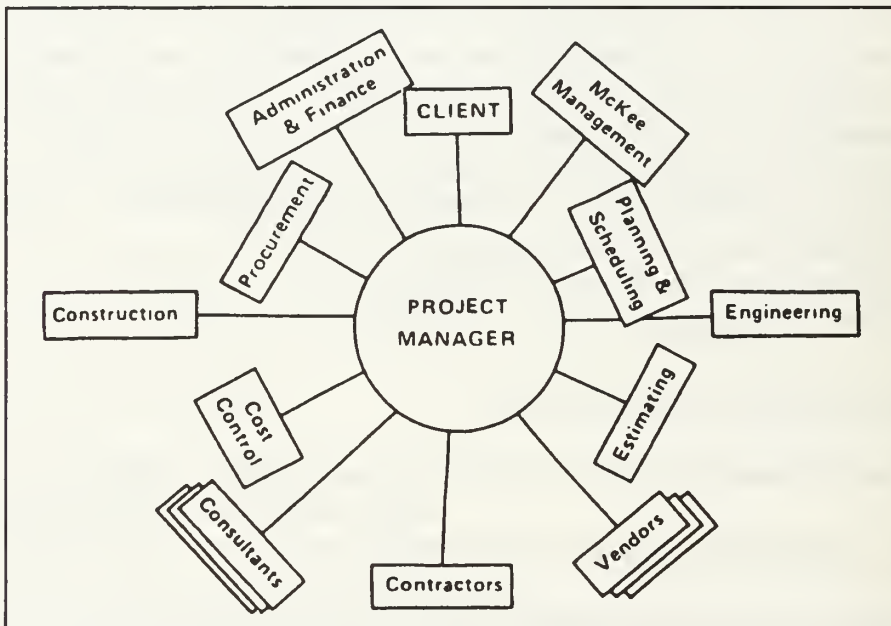 Administration
& Finance
CLIENT
McKee
Management
Procurement
Planning &
Scheduling
Construction
PROJECT
MANAGER
Engineering
Cost
Control
Estimating
Consultants
Contractors
Vendors